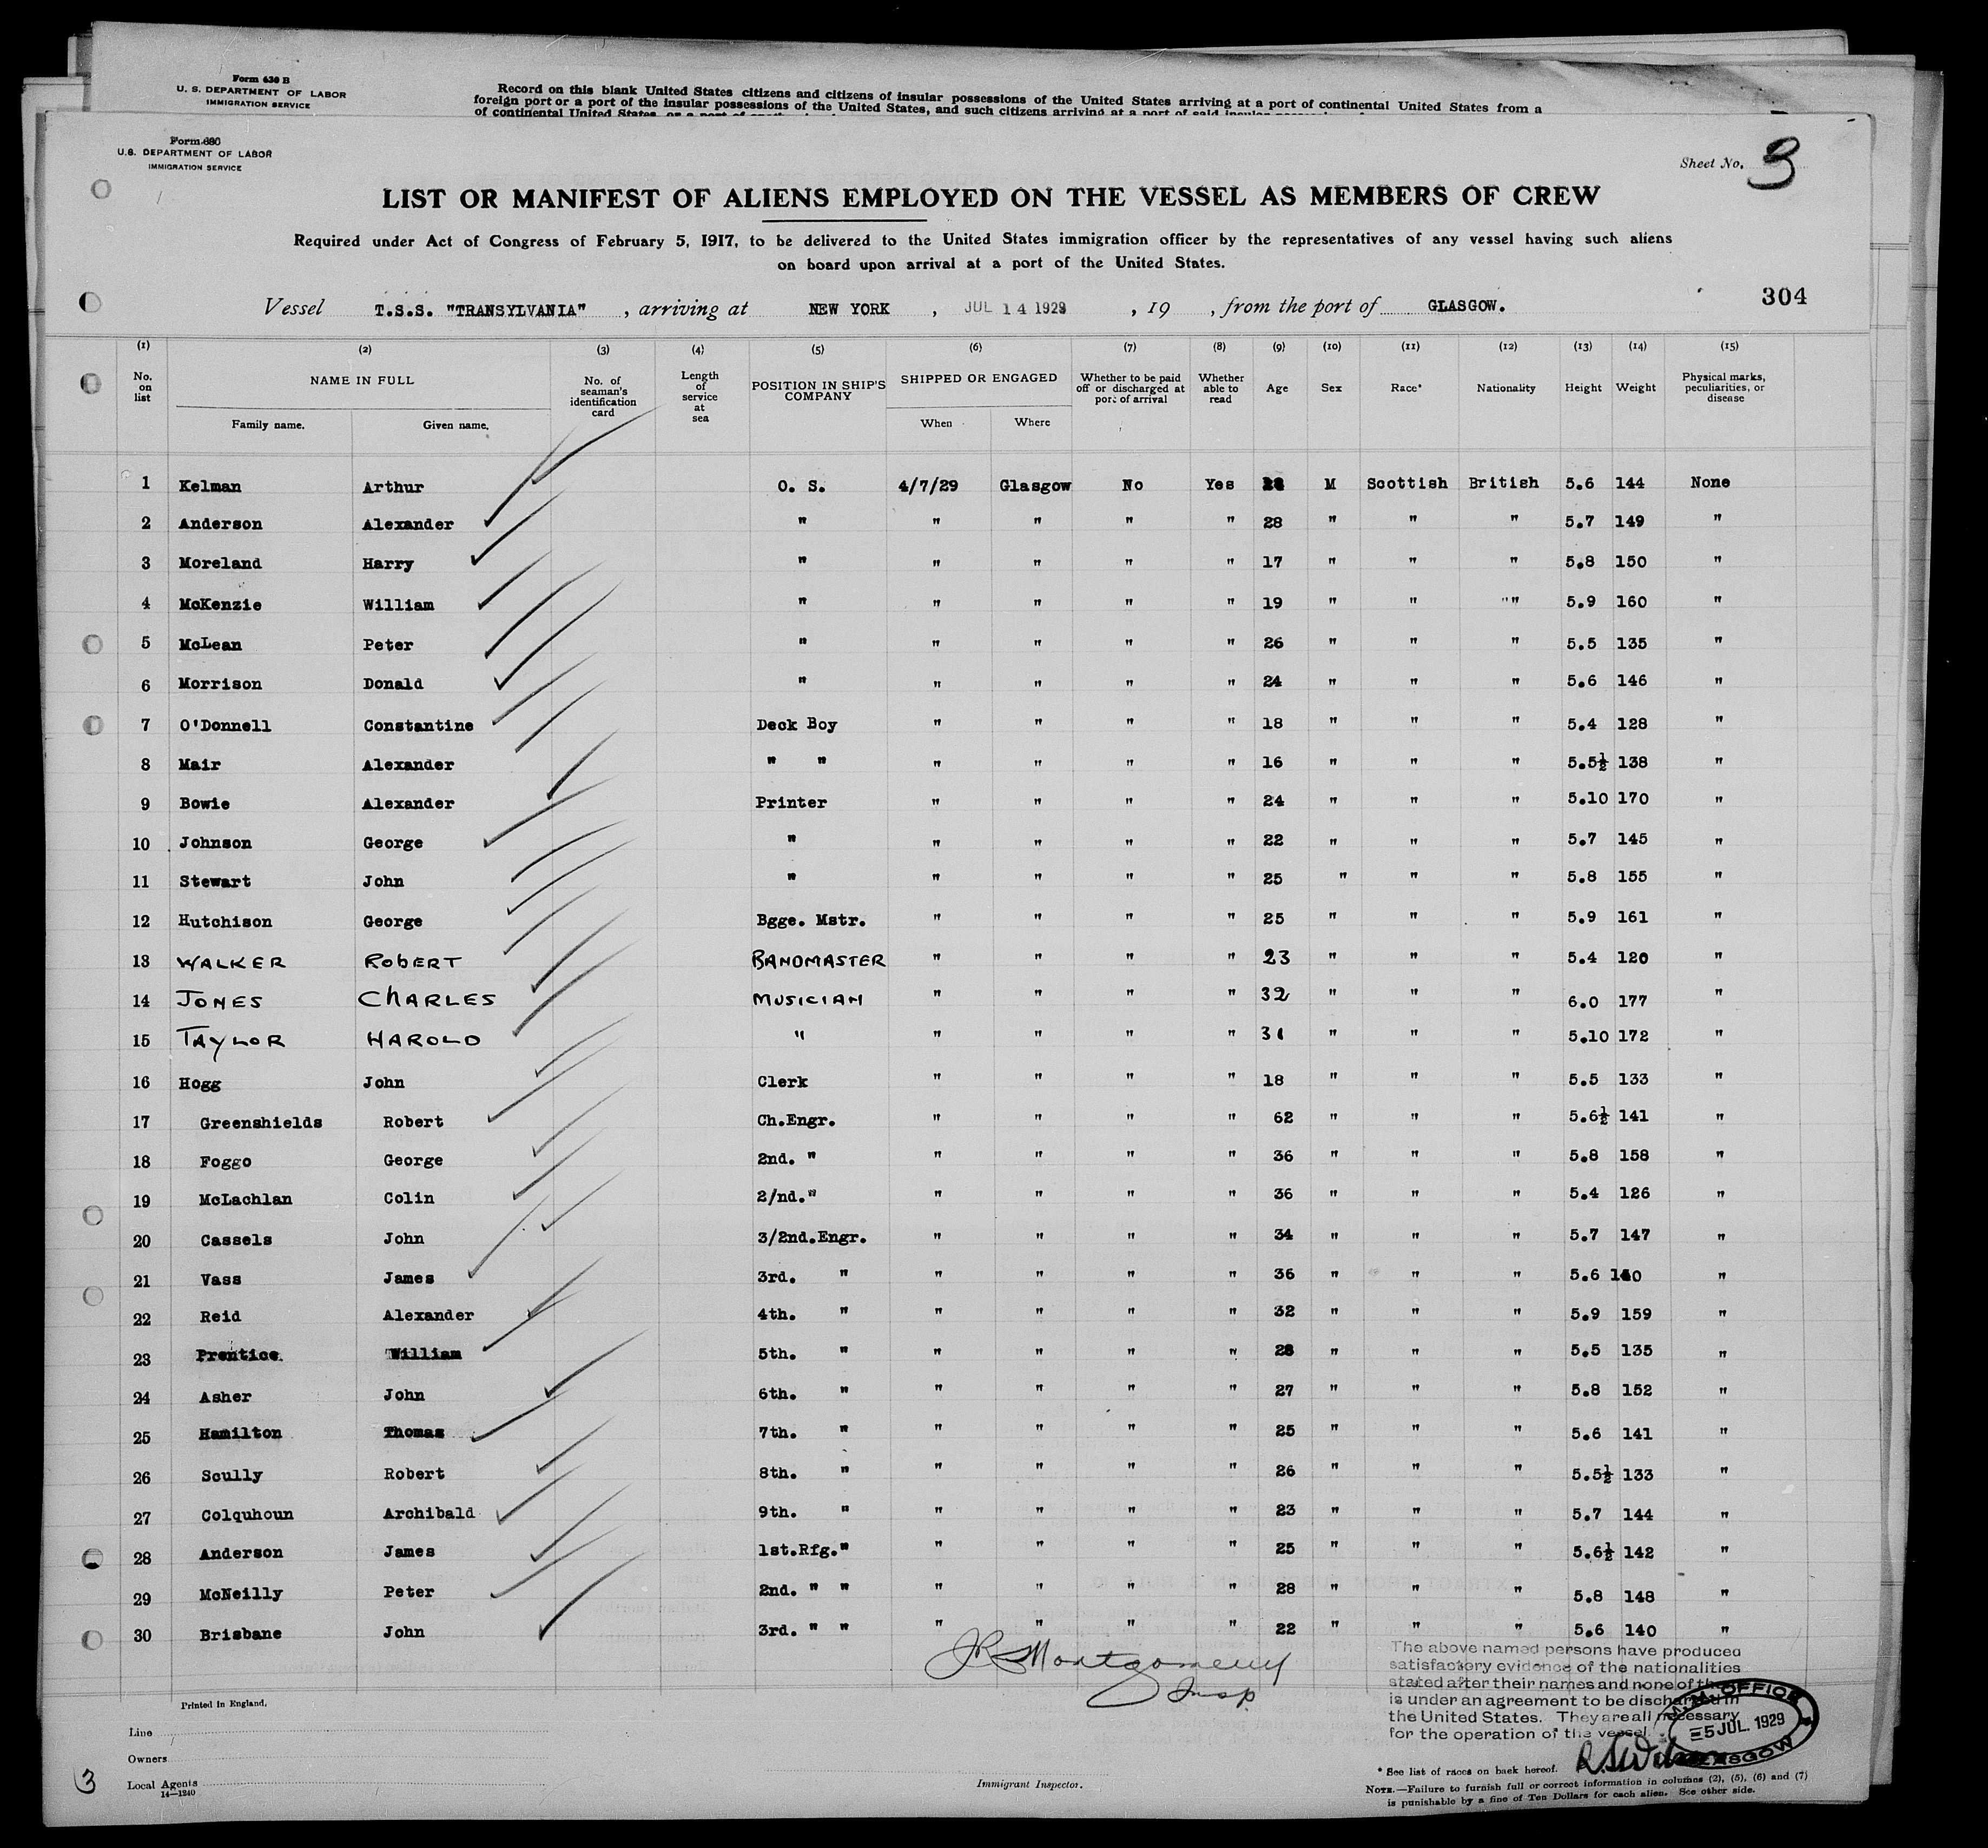 Form 630 B
U. S. DEPARTMENT OF LABOR
IMMIGRATION SERVICE
Record on this blank United States citizens and citizens of insular possessions of the United States arriving at a port of continental United States from a
foreign port or a port of the insular possessions of the United States, and such citizens arriving at a port of said insular
of continental United States, or a port of
Form 680
U.S. DEPARTMENT OF LABOR
IMMIGRATION SERVICE
Sheet No. 3
LIST OR MANIFEST OF ALIENS EMPLOYED ON THE VESSEL AS MEMBERS OF CREW
Required under Act of Congress of February 5, 1917, to be delivered to the United States immigration officer by the representatives of any vessel having such aliens
on board upon arrival at a port of the United States.
Vessel T.S.S. "TRANSYLVANIA" , arriving at NEW YORK , JUL 14 1929 , 19 , from the port of GLASGOW. 304
(1) (2) (3) (4) (5) (6) (7) (8) (9) (10) (11) (12) (13) (14) (15)
No. on list NAME IN FULL Family name. Given name. No. of seaman's identification card Length of service at sea POSITION IN SHIP'S COMPANY SHIPPED OR ENGAGED When Where Whether to be paid off or discharged at port of arrival Whether able to read Age Sex Race* Nationality Height Weight Physical marks, peculiarities, or disease
1 Kelman Arthur O. S. 4/7/29 Glasgow No Yes M Scottish British 5.6 144 None
2 Anderson Alexander " " " " " 28 " " " 5.7 149 "
3 Moreland Harry " " " " " 17 " " " 5.8 150 "
4 McKenzie William " " " " " 19 " " "" 5.9 160 "
5 McLean Peter " " " " " 26 " " " 5.5 135 "
6 Morrison Donald " " " " " 24 " " " 5.6 146 "
7 O'Donnell Constantine Deck Boy " " " " 18 " " " 5.4 128 "
8 Mair Alexander " " " " " " 16 " " " 5.5½ 138 "
9 Bowie Alexander Printer " " " " 24 " " " 5.10 170 "
10 Johnson George " " " " " 22 " " " 5.7 145 "
11 Stewart John " " " " " 25 " " " 5.8 155 "
12 Hutchison George Bgge. Mstr. " " " " 25 " " " 5.9 161 "
13 WALKER ROBERT BANDMASTER " " " " 23 " " " 5.4 120 "
14 JONES CHARLES MUSICIAN " " " " 32 " " " 6.0 177 "
15 TAYLOR HAROLD " " " " " 31 " " " 5.10 172 "
16 Hogg John Clerk " " " " 18 " " " 5.5 133 "
17 Greenshields Robert Ch.Engr. " " " " 62 " " " 5.6½ 141 "
18 Foggo George 2nd. " " " " " 36 " " " 5.8 158 "
19 McLachlan Colin 2/nd." " " " " 36 " " " 5.4 126 "
20 Cassels John 3/2nd.Engr. " " " " 34 " " " 5.7 147 "
21 Vass James 3rd. " " " " " 36 " " " 5.6 "
22 Reid Alexander 4th. " " " " " 32 " " " 5.9 159 "
23 Prentice William 5th. " " " " " 28 " " " 5.5 135 "
24 Asher John 6th. " " " " " 27 " " " 5.8 152 "
25 Hamilton Thomas 7th. " " " " " 25 " " " 5.6 141 "
26 Scully Robert 8th. " " " " " 26 " " " 5.5½ 133 "
27 Colquhoun Archibald 9th. " " " " " 23 " " " 5.7 144 "
28 Anderson James 1st.Rfg." " " " " 25 " " " 5.6½ 142 "
29 McNeilly Peter 2nd. " " " " " " 28 " " " 5.8 148 "
30 Brisbane John 3rd. " " " " " " 22 " " " 5.6 140 "
JR Montgomery
Insp
The above named persons have produced
satisfactory evidence of the nationalities
stated after their names and none of
is under an agreement to be discharged in
the United States. They are all necessary
for the operation of the vessel.
M.M. OFFICE
5 JUL. 1929
GLASGOW
Printed in England.
Line
Owners
Local Agents
14—1240
3
Immigrant Inspector.
* See list of races on back hereof.
NOTE.—Failure to furnish full or correct information in columns (2), (5), (6) and (7)
is punishable by a fine of Ten Dollars for each alien. See other side.